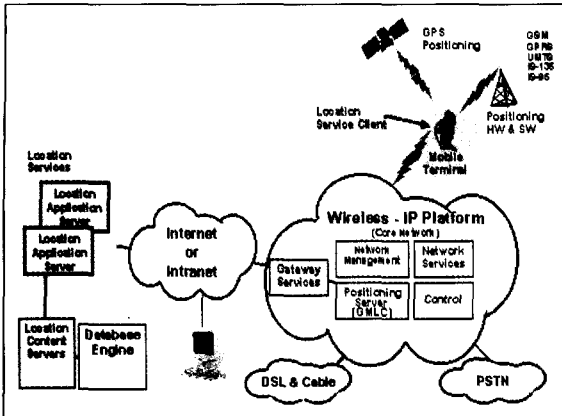 GPS
Positioning
GSM
GPRS
UMTS
IS-136
IS-95
Positioning
HW & SW
Location
Service Client
Mobile
Terminal
Location
Services
Location
Application
Server
Location
Application
Server
Internet
or
Intranet
Wireless - IP Platform
(Core Network)
Network
Management
Network
Services
Gateway
Services
Positioning
Server
(GMLC)
Control
Location
Content
Servers
Database
Engine
DSL & Cable
PSTN